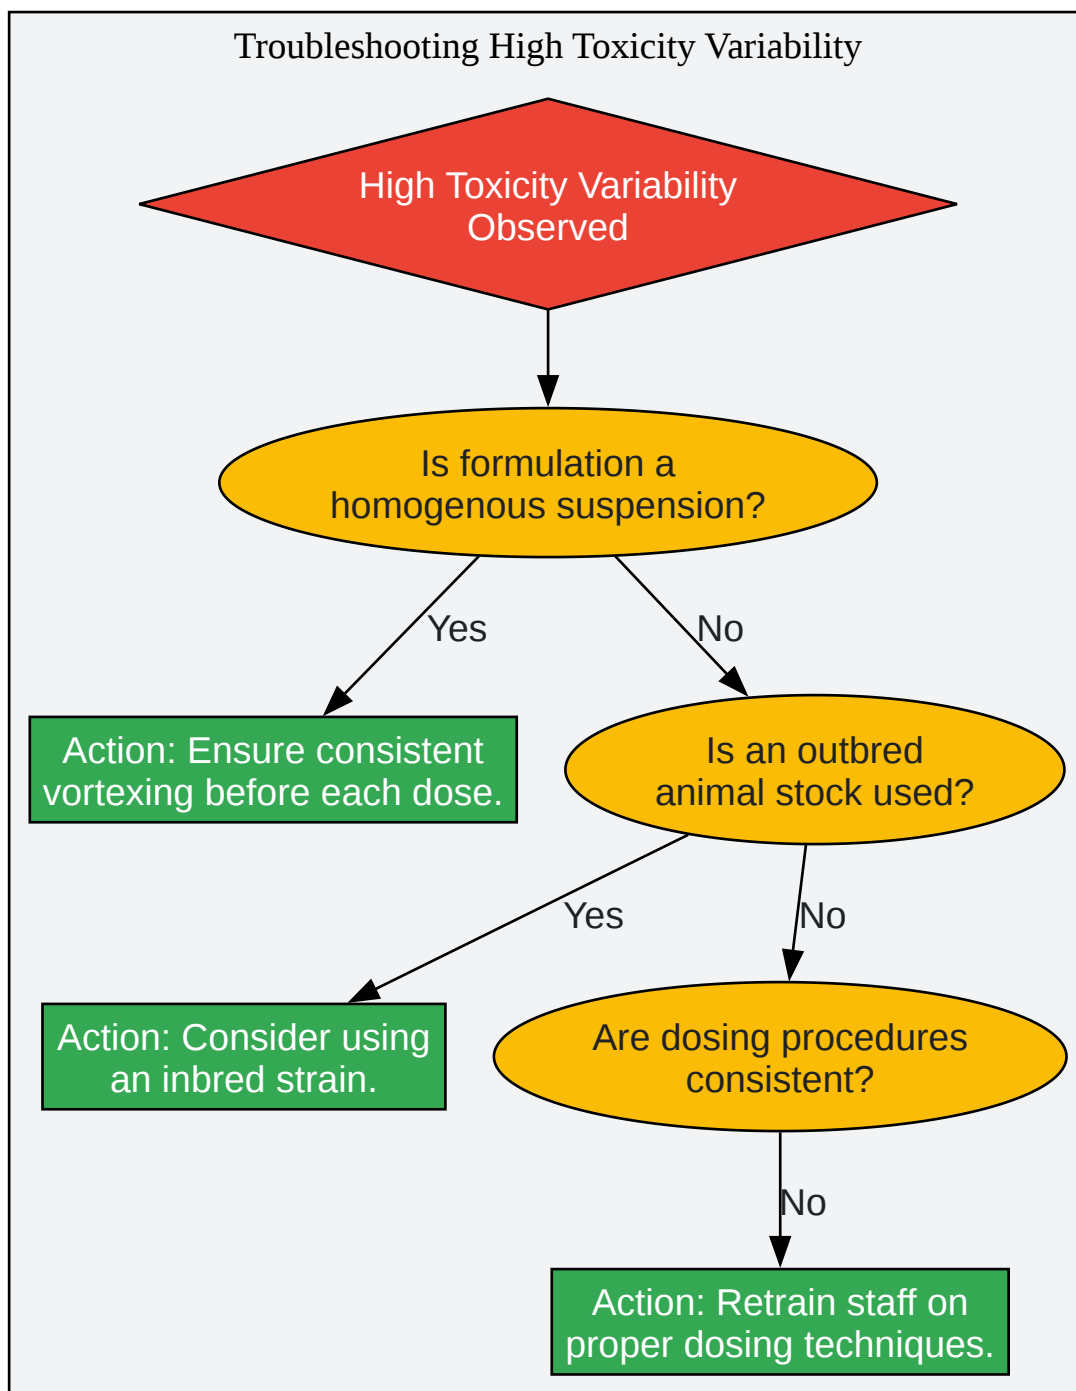 Troubleshooting High Toxicity Variability
High Toxicity Variability
Observed
Is formulation a
homogenous suspension?
Yes
No
Action: Ensure consistent
vortexing before each dose.
Is an outbred
animal stock used?
Yes
No
Action: Consider using
an inbred strain.
Are dosing procedures
consistent?
No
Action: Retrain staff on
proper dosing techniques.